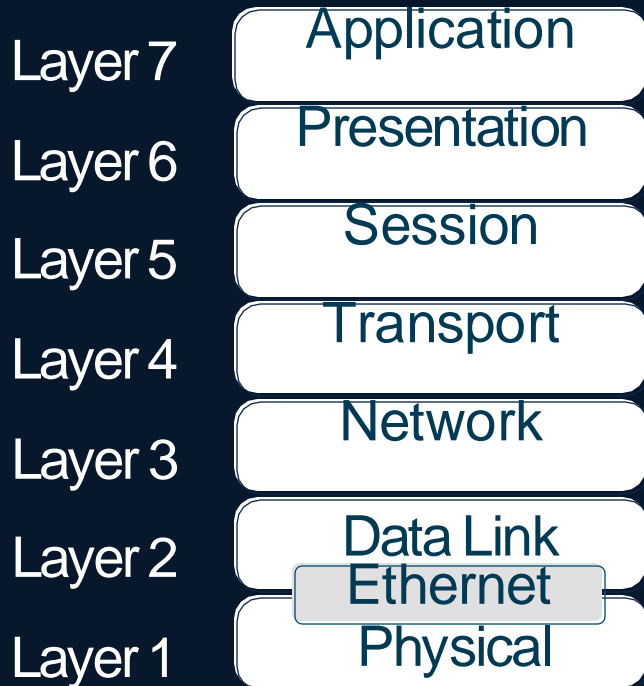 Layer 7 Application
Layer 6 Presentation
Layer 5 Session
Layer 4 Transport
Layer 3 Network
Layer 2 Data Link
Ethernet
Layer 1 Physical